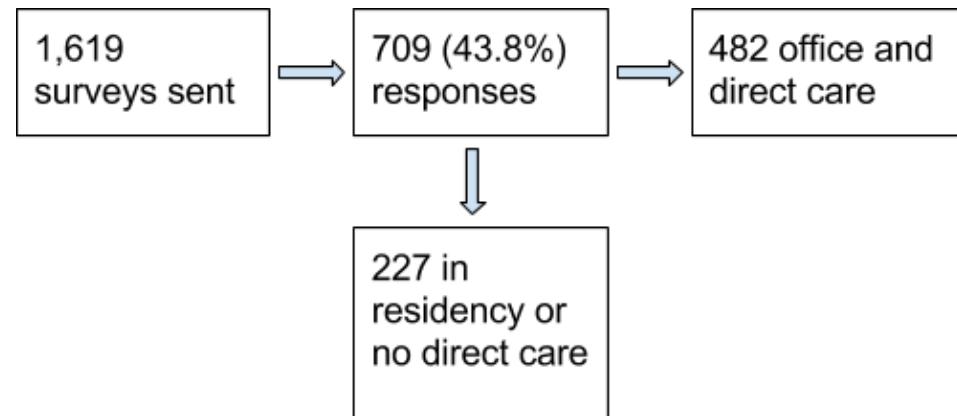 1,619
surveys sent
709 (43.8%)
responses
482 office and
direct care
227 in
residency or
no direct care